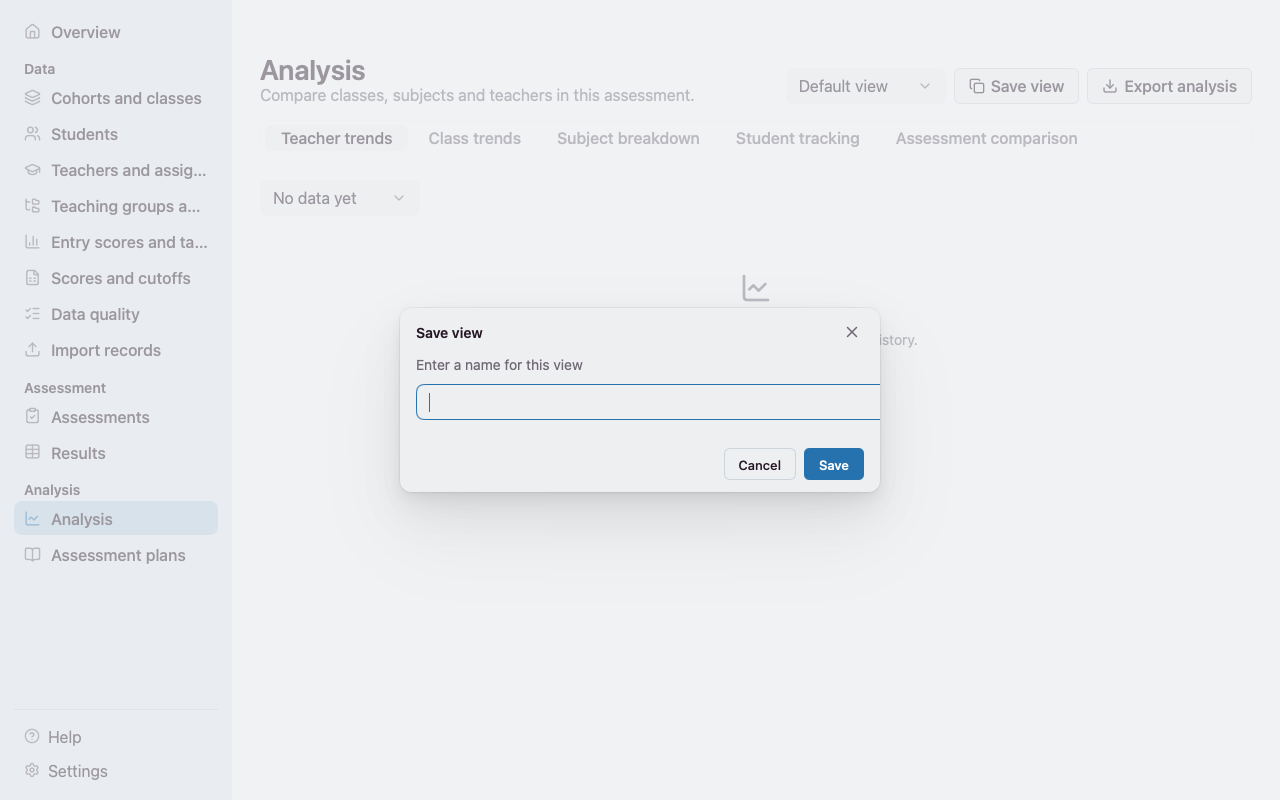 Overview
Data
Cohorts and classes
Students
Teachers and assig...
Teaching groups a...
Entry scores and ta...
Scores and cutoffs
Data quality
Import records
Assessment
Assessments
Results
Analysis
Analysis
Assessment plans
Help
Settings
Analysis
Compare classes, subjects and teachers in this assessment.
Default view
Save view
Export analysis
Teacher trends
Class trends
Subject breakdown
Student tracking
Assessment comparison
No data yet
Save view
Enter a name for this view
Cancel
Save